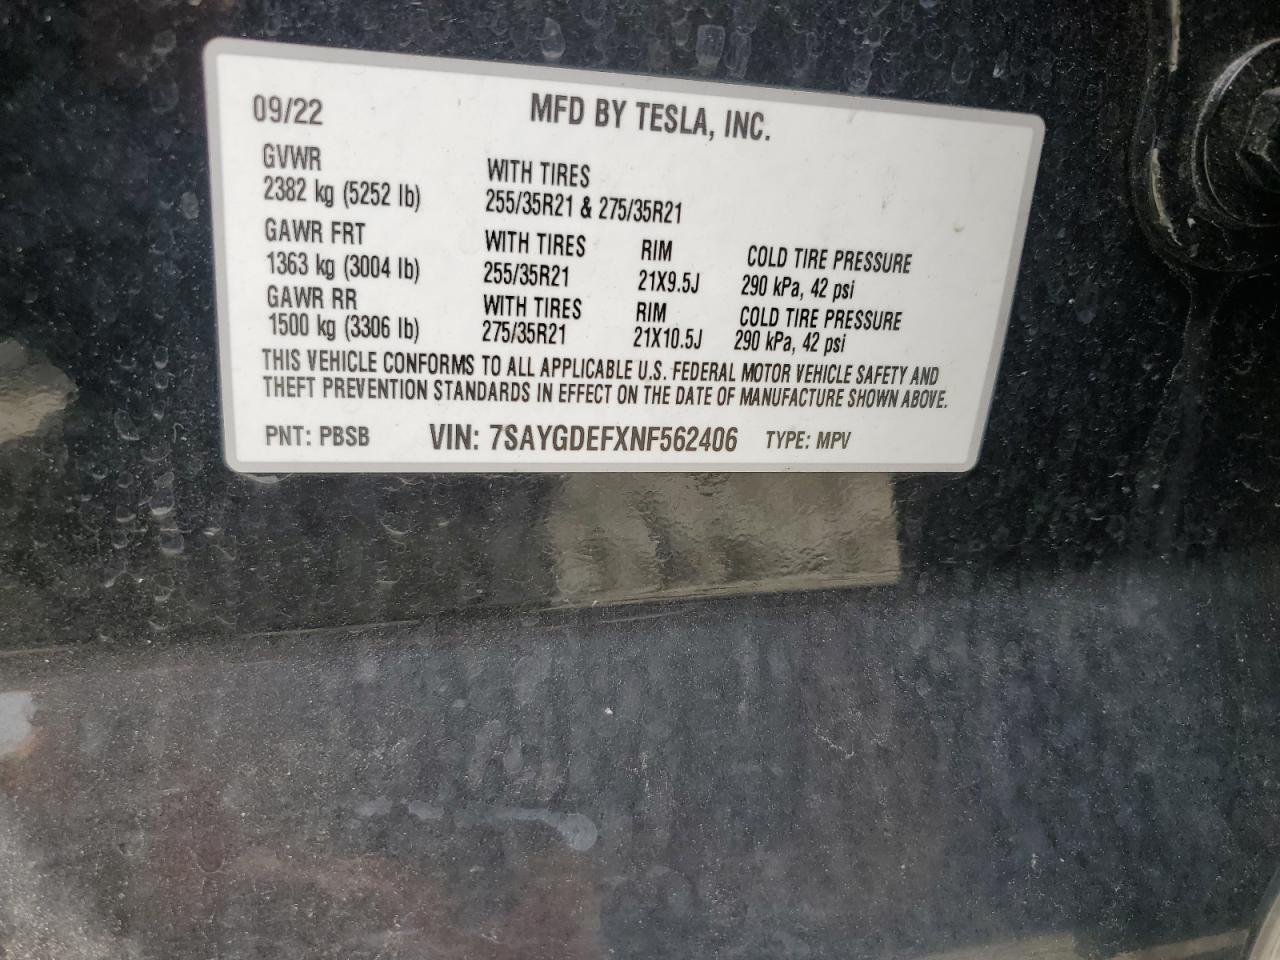 09/22 MFD BY TESLA, INC.
GVWR WITH TIRES
2382 kg (5252 lb) 255/35R21 & 275/35R21
GAWR FRT WITH TIRES RIM COLD TIRE PRESSURE
1363 kg (3004 lb) 255/35R21 21X9.5J 290 kPa, 42 psi
GAWR RR WITH TIRES RIM COLD TIRE PRESSURE
1500 kg (3306 lb) 275/35R21 21X10.5J 290 kPa, 42 psi
THIS VEHICLE CONFORMS TO ALL APPLICABLE U.S. FEDERAL MOTOR VEHICLE SAFETY AND
THEFT PREVENTION STANDARDS IN EFFECT ON THE DATE OF MANUFACTURE SHOWN ABOVE.
PNT: PBSB VIN: 7SAYGDEFXNF562406 TYPE: MPV